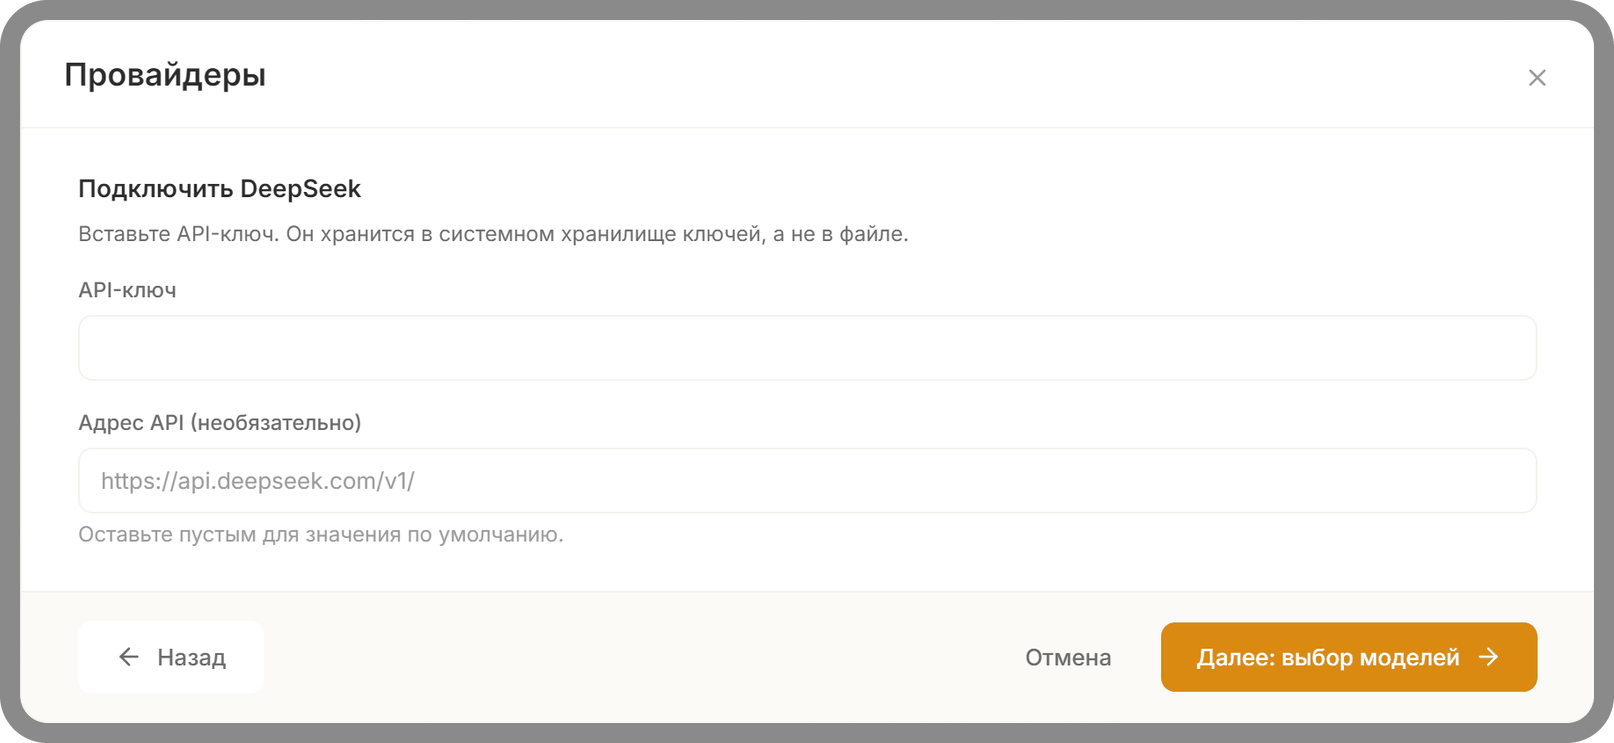 Провайдеры
Подключить DeepSeek
Вставьте API-ключ. Он хранится в системном хранилище ключей, а не в файле.
API-ключ
Адрес API (необязательно)
https://api.deepseek.com/v1/
Оставьте пустым для значения по умолчанию.
Назад
Отмена
Далее: выбор моделей